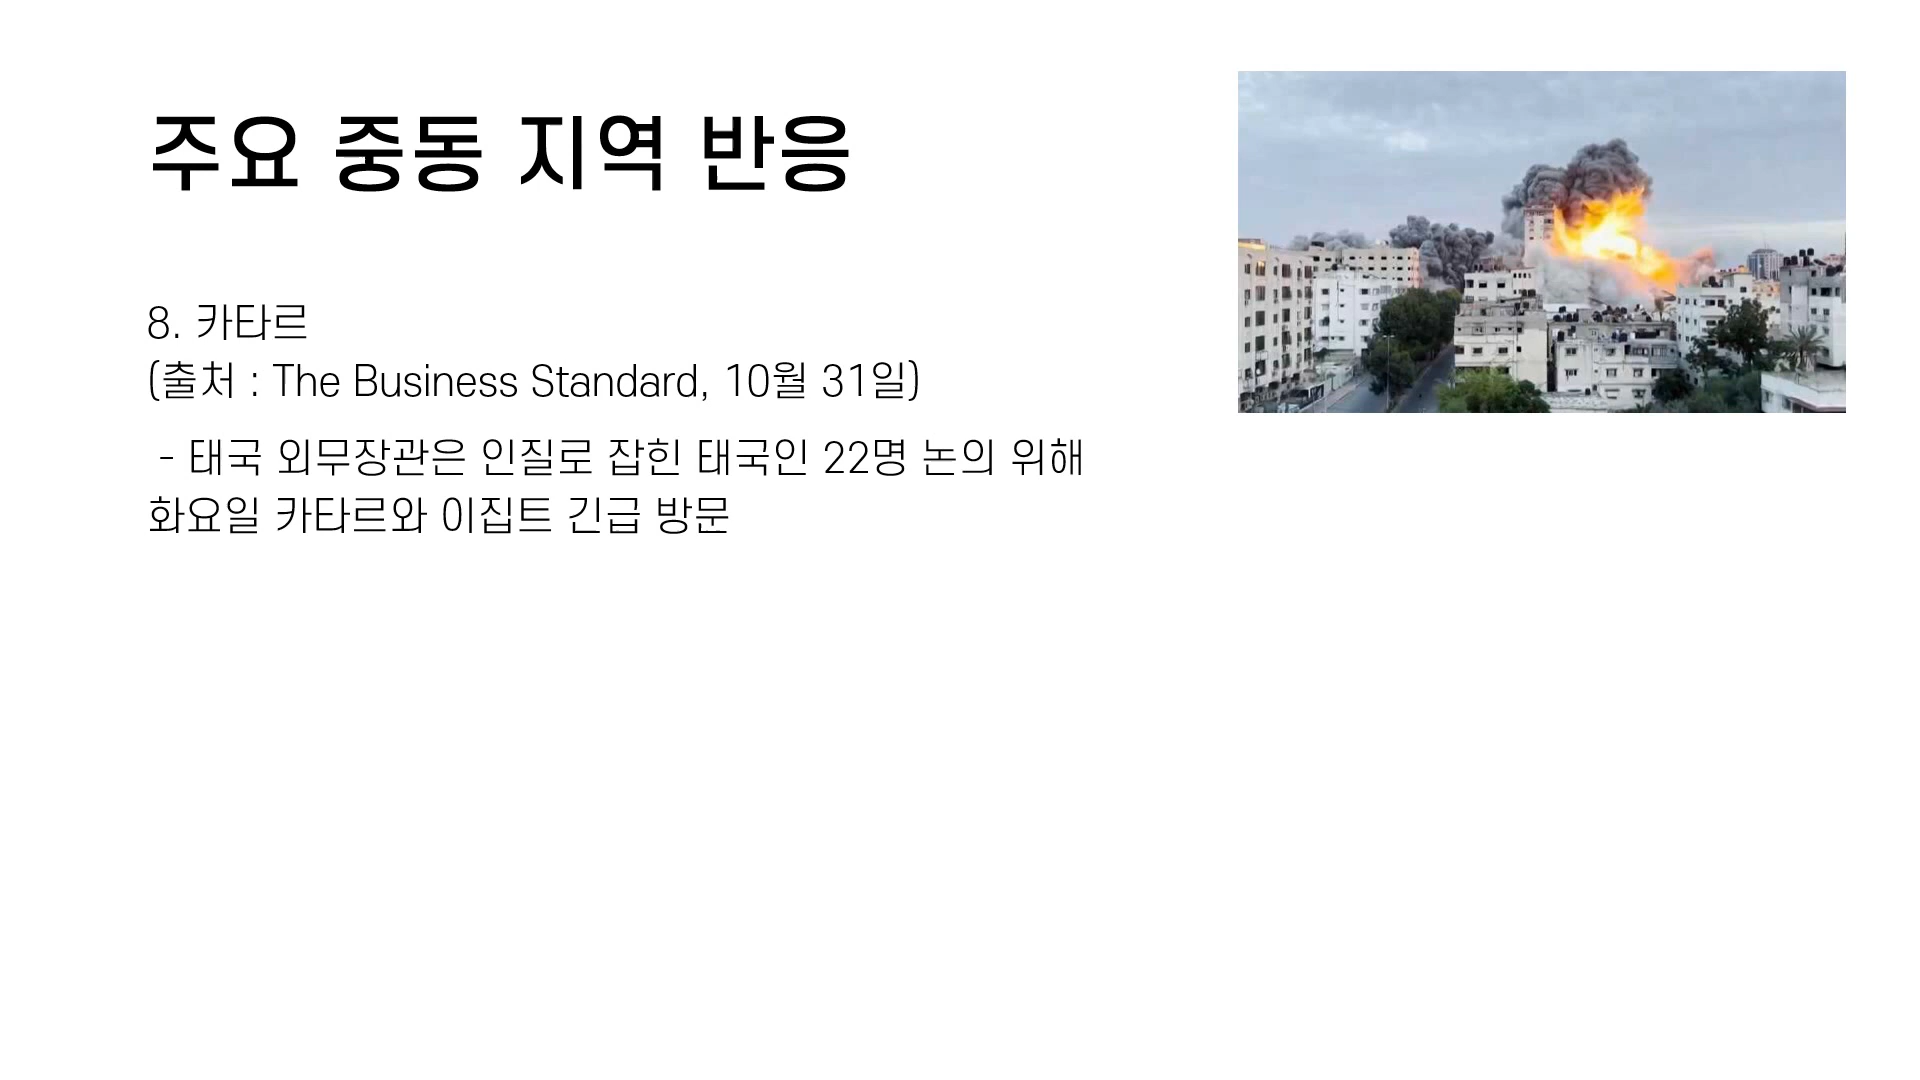 주요 중동 지역 반응
8. 카타르
(출처 : The Business Standard, 10월 31일)
- 태국 외무장관은 인질로 잡힌 태국인 22명 논의 위해
화요일 카타르와 이집트 긴급 방문